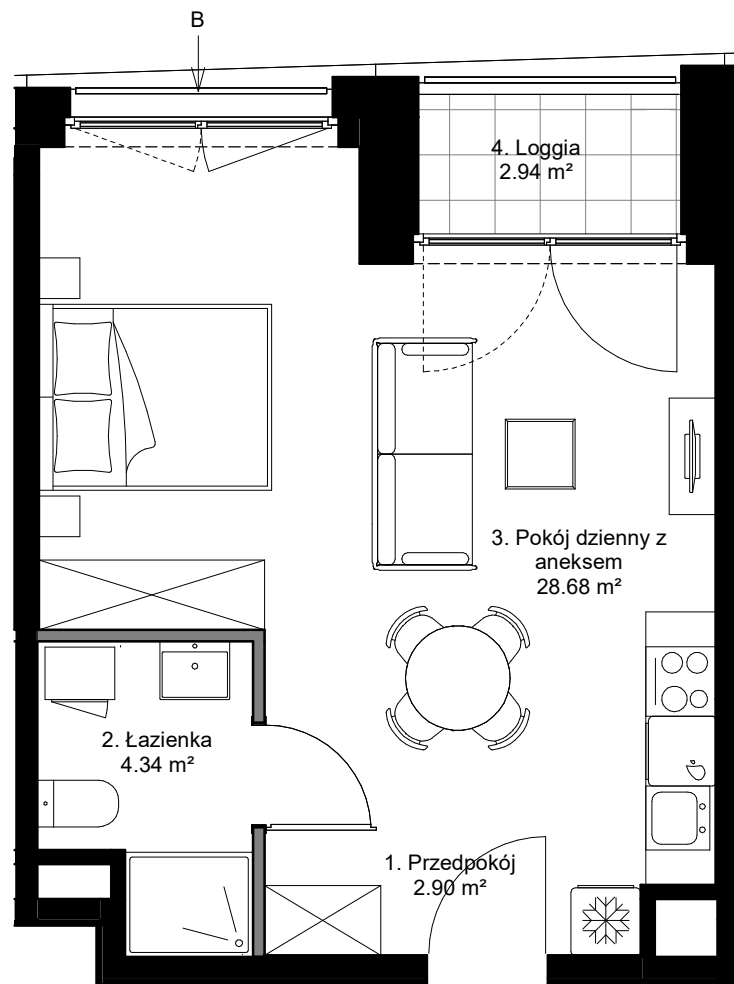 B
4. Loggia
2.94 m²
3. Pokój dzienny z
aneksem
28.68 m²
2. Łazienka
4.34 m²
1. Przedpokój
2.90 m²